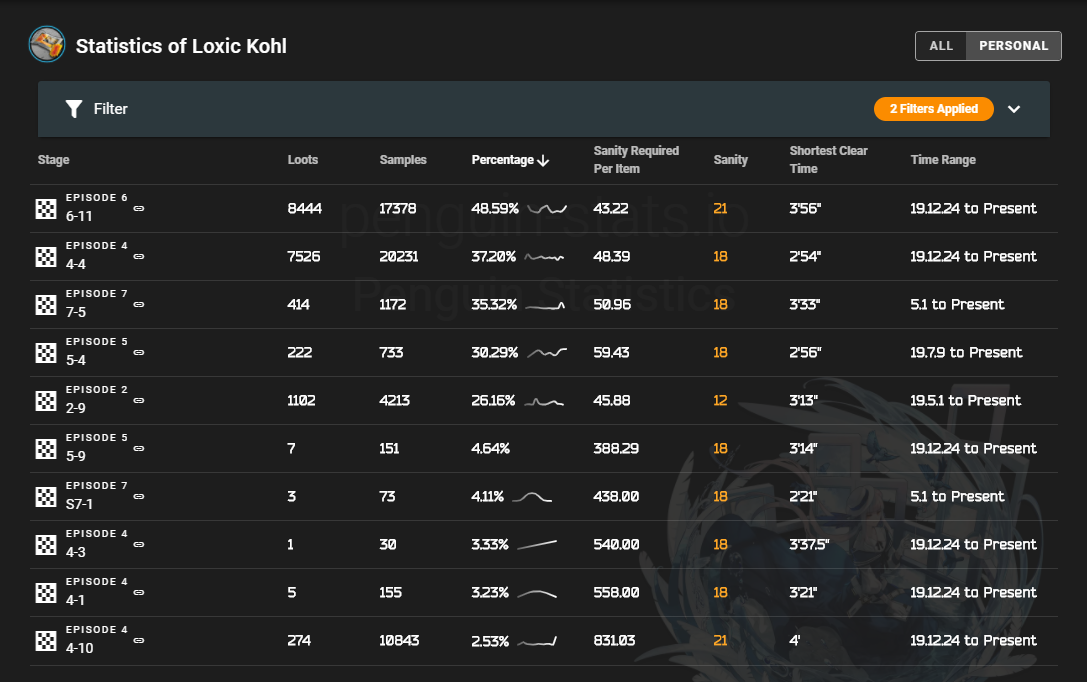 Statistics of Loxic Kohl
ALL PERSONAL
Filter
2 Filters Applied
Stage Loots Samples Percentage Sanity Required Per Item Sanity Shortest Clear Time Time Range
penguin-stats.io
Penguin Statistics
EPISODE 6
6-11 8444 17378 48.59% 43.22 21 3'56" 19.12.24 to Present
EPISODE 4
4-4 7526 20231 37.20% 48.39 18 2'54" 19.12.24 to Present
EPISODE 7
7-5 414 1172 35.32% 50.96 18 3'33" 5.1 to Present
EPISODE 5
5-4 222 733 30.29% 59.43 18 2'56" 19.7.9 to Present
EPISODE 2
2-9 1102 4213 26.16% 45.88 12 3'13" 19.5.1 to Present
EPISODE 5
5-9 7 151 4.64% 388.29 18 3'14" 19.12.24 to Present
EPISODE 7
S7-1 3 73 4.11% 438.00 18 2'21" 5.1 to Present
EPISODE 4
4-3 1 30 3.33% 540.00 18 3'37.5" 19.12.24 to Present
EPISODE 4
4-1 5 155 3.23% 558.00 18 3'21" 19.12.24 to Present
EPISODE 4
4-10 274 10843 2.53% 831.03 21 4' 19.12.24 to Present